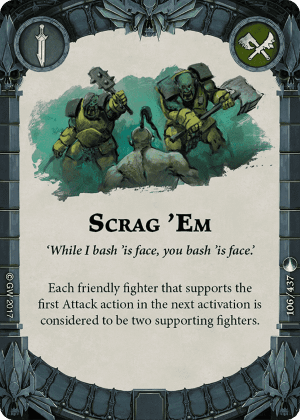 SCRAG ’EM
‘While I bash ’is face, you bash ’is face.’
Each friendly fighter that supports the
first Attack action in the next activation is
considered to be two supporting fighters.
© GW 2017
106/437